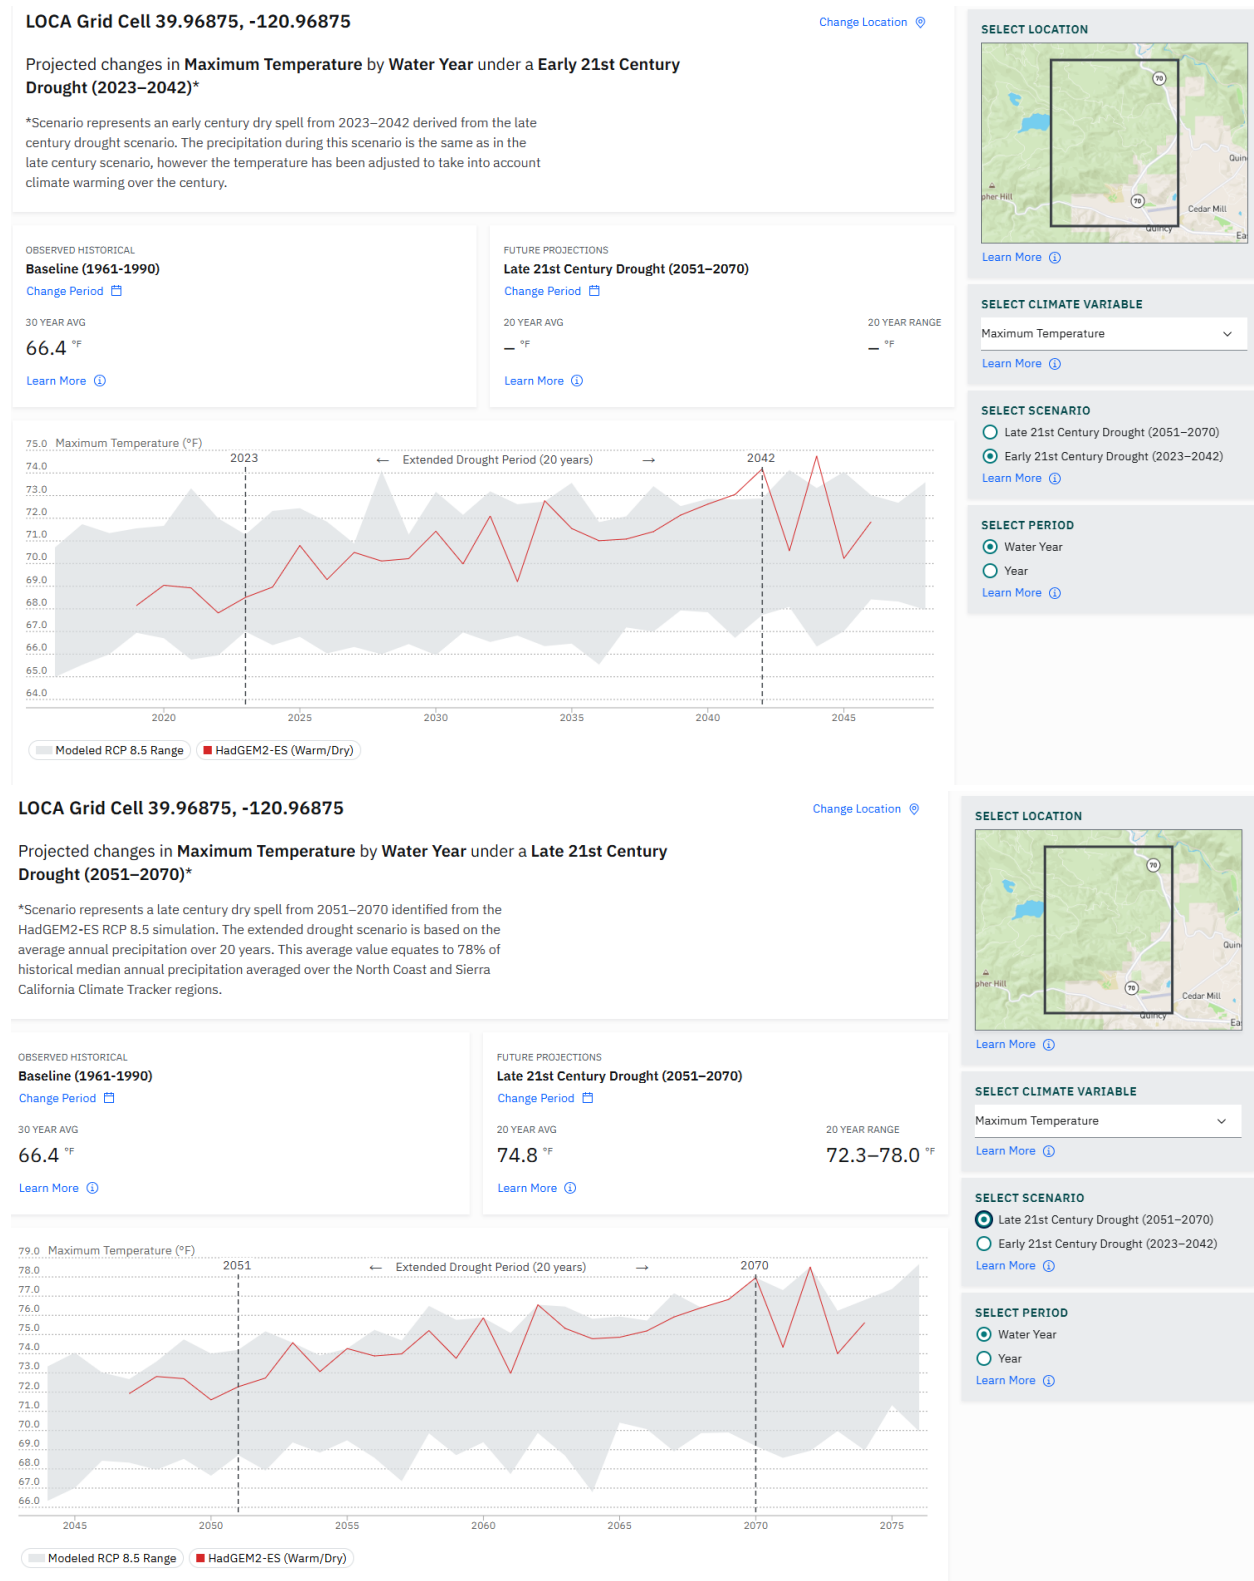 LOCA Grid Cell 39.96875, -120.96875
Change Location
Projected changes in Maximum Temperature by Water Year under a Early 21st Century
Drought (2023–2042)*
*Scenario represents an early century dry spell from 2023–2042 derived from the late
century drought scenario. The precipitation during this scenario is the same as in the
late century scenario, however the temperature has been adjusted to take into account
climate warming over the century.
OBSERVED HISTORICAL
Baseline (1961-1990)
Change Period
30 YEAR AVG
66.4 °F
Learn More
FUTURE PROJECTIONS
Late 21st Century Drought (2051–2070)
Change Period
20 YEAR AVG
20 YEAR RANGE
– °F
– °F
Learn More
75.0 Maximum Temperature (°F)
2023
← Extended Drought Period (20 years) →
2042
74.0
73.0
72.0
71.0
70.0
69.0
68.0
67.0
66.0
65.0
64.0
2020
2025
2030
2035
2040
2045
Modeled RCP 8.5 Range
HadGEM2-ES (Warm/Dry)
SELECT LOCATION
70
Quin
pher Hill
70
Cedar Mill
Quincy
Ea
Learn More
SELECT CLIMATE VARIABLE
Maximum Temperature
Learn More
SELECT SCENARIO
Late 21st Century Drought (2051–2070)
Early 21st Century Drought (2023–2042)
Learn More
SELECT PERIOD
Water Year
Year
Learn More
LOCA Grid Cell 39.96875, -120.96875
Change Location
Projected changes in Maximum Temperature by Water Year under a Late 21st Century
Drought (2051–2070)*
*Scenario represents a late century dry spell from 2051–2070 identified from the
HadGEM2-ES RCP 8.5 simulation. The extended drought scenario is based on the
average annual precipitation over 20 years. This average value equates to 78% of
historical median annual precipitation averaged over the North Coast and Sierra
California Climate Tracker regions.
OBSERVED HISTORICAL
Baseline (1961-1990)
Change Period
30 YEAR AVG
66.4 °F
Learn More
FUTURE PROJECTIONS
Late 21st Century Drought (2051–2070)
Change Period
20 YEAR AVG
20 YEAR RANGE
74.8 °F
72.3–78.0 °F
Learn More
79.0 Maximum Temperature (°F)
2051
← Extended Drought Period (20 years) →
2070
78.0
77.0
76.0
75.0
74.0
73.0
72.0
71.0
70.0
69.0
68.0
67.0
66.0
2045
2050
2055
2060
2065
2070
2075
Modeled RCP 8.5 Range
HadGEM2-ES (Warm/Dry)
SELECT LOCATION
70
Quin
pher Hill
70
Cedar Mill
Quincy
Ea
Learn More
SELECT CLIMATE VARIABLE
Maximum Temperature
Learn More
SELECT SCENARIO
Late 21st Century Drought (2051–2070)
Early 21st Century Drought (2023–2042)
Learn More
SELECT PERIOD
Water Year
Year
Learn More